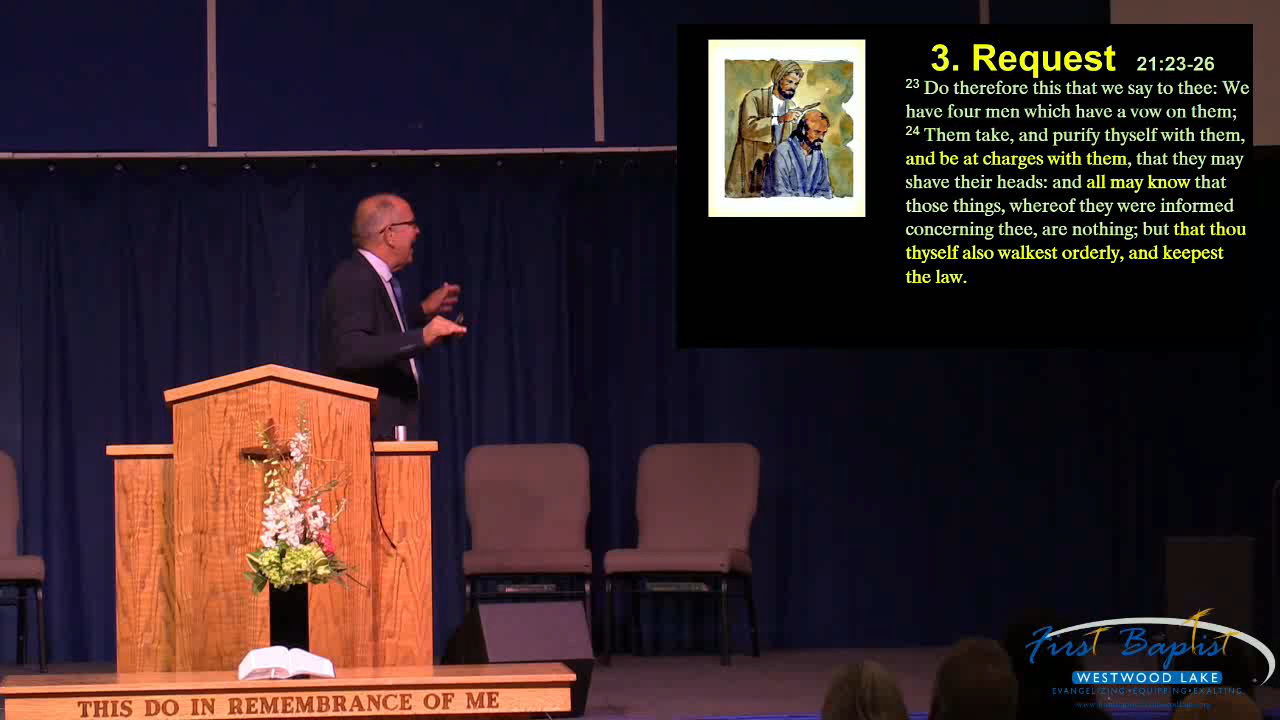 3. Request 21:23-26
23 Do therefore this that we say to thee: We
have four men which have a vow on them;
24 Them take, and purify thyself with them,
and be at charges with them, that they may
shave their heads: and all may know that
those things, whereof they were informed
concerning thee, are nothing; but that thou
thyself also walkest orderly, and keepest
the law.
THIS DO IN REMEMBRANCE OF ME
First Baptist
WESTWOOD LAKE
EVANGELIZING•EQUIPPING•EXALTING